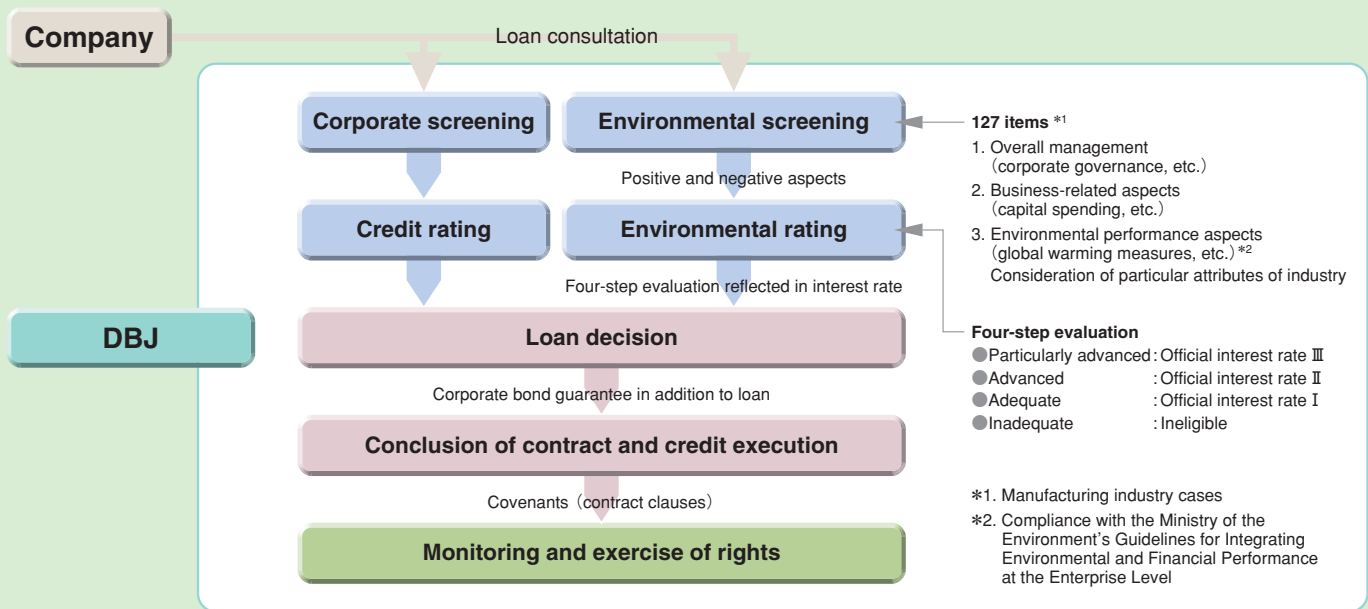 Company
Loan consultation
Corporate screening
Environmental screening
Positive and negative aspects
Credit rating
Environmental rating
Four-step evaluation reflected in interest rate
DBJ
Loan decision
Corporate bond guarantee in addition to loan
Conclusion of contract and credit execution
Covenants (contract clauses)
Monitoring and exercise of rights
127 items *1
1. Overall management
(corporate governance, etc.)
2. Business-related aspects
(capital spending, etc.)
3. Environmental performance aspects
(global warming measures, etc.) *2
Consideration of particular attributes of industry
Four-step evaluation
●Particularly advanced : Official interest rate Ⅲ
●Advanced : Official interest rate Ⅱ
●Adequate : Official interest rate Ⅰ
●Inadequate : Ineligible
*1. Manufacturing industry cases
*2. Compliance with the Ministry of the
Environment's Guidelines for Integrating
Environmental and Financial Performance
at the Enterprise Level